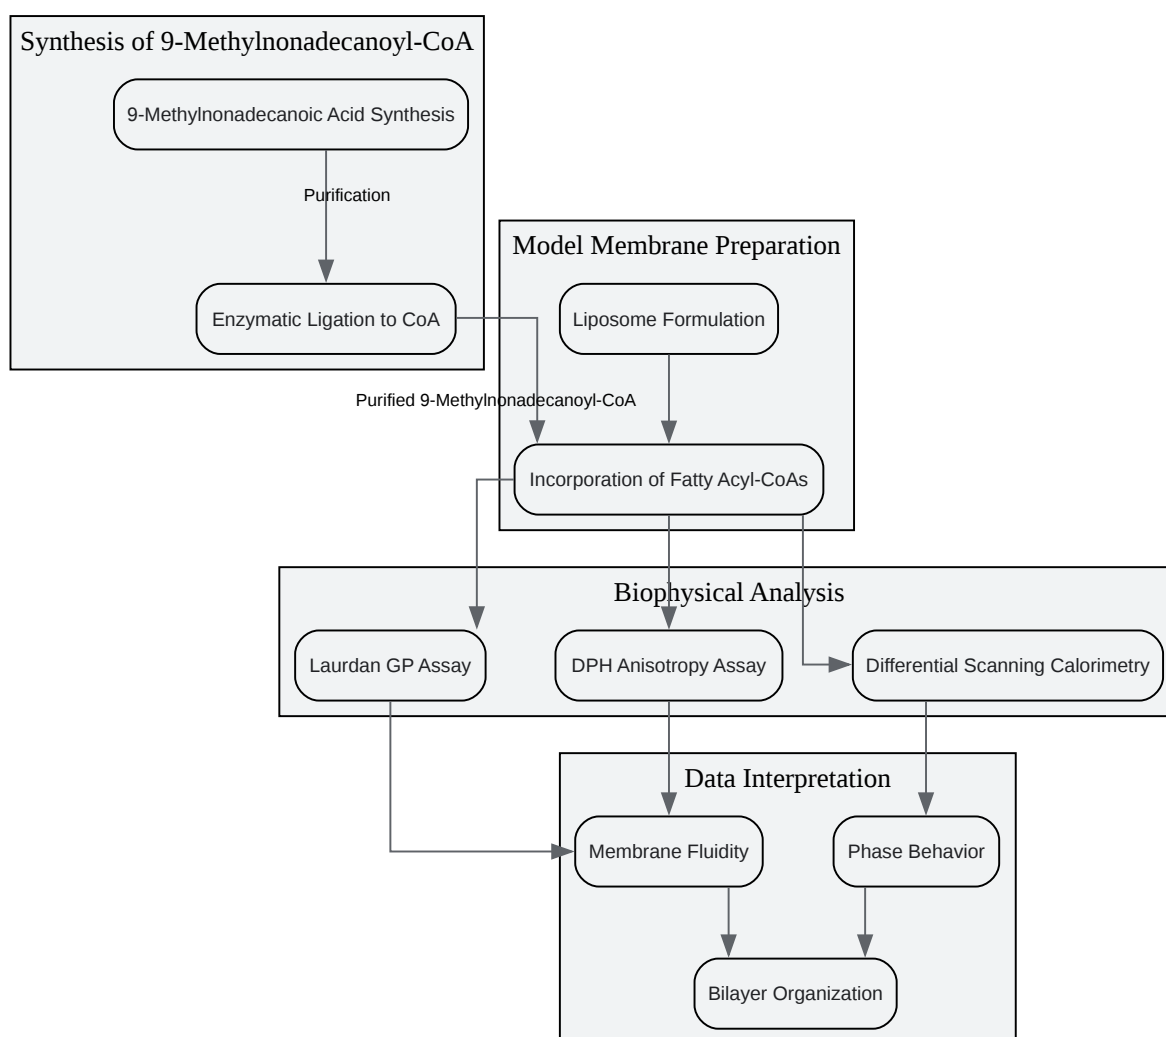 Synthesis of 9-Methylnonadecanoyl-CoA
9-Methylnonadecanoic Acid Synthesis
Purification
Enzymatic Ligation to CoA
Model Membrane Preparation
Liposome Formulation
Purified 9-Methylnonadecanoyl-CoA
Incorporation of Fatty Acyl-CoAs
Biophysical Analysis
Laurdan GP Assay
DPH Anisotropy Assay
Differential Scanning Calorimetry
Data Interpretation
Membrane Fluidity
Phase Behavior
Bilayer Organization